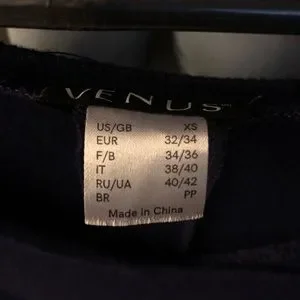 VENUS
US/GB XS
EUR 32/34
F/B 34/36
IT 38/40
RU/UA 40/42
BR PP
Made in China